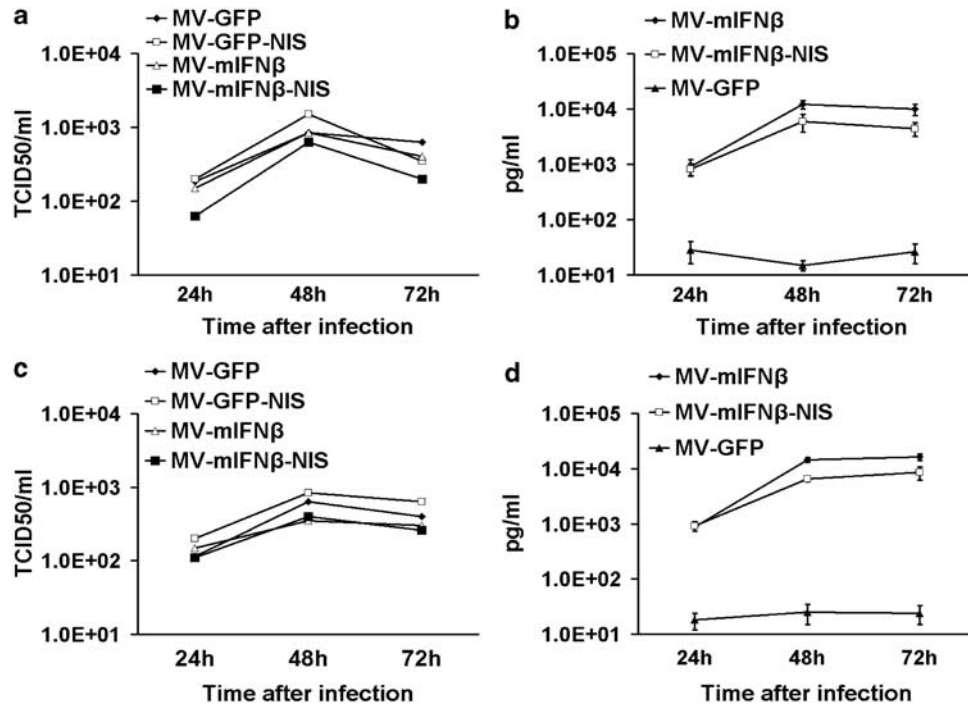 a
MV-GFP
MV-GFP-NIS
MV-mIFNβ
MV-mIFNβ-NIS
1.0E+04
1.0E+03
1.0E+02
1.0E+01
TCID50/ml
24h 48h 72h
Time after infection
b
MV-mIFNβ
MV-mIFNβ-NIS
MV-GFP
1.0E+05
1.0E+04
1.0E+03
1.0E+02
1.0E+01
pg/ml
24h 48h 72h
Time after infection
c
MV-GFP
MV-GFP-NIS
MV-mIFNβ
MV-mIFNβ-NIS
1.0E+04
1.0E+03
1.0E+02
1.0E+01
TCID50/ml
24h 48h 72h
Time after infection
d
MV-mIFNβ
MV-mIFNβ-NIS
MV-GFP
1.0E+05
1.0E+04
1.0E+03
1.0E+02
1.0E+01
pg/ml
24h 48h 72h
Time after infection